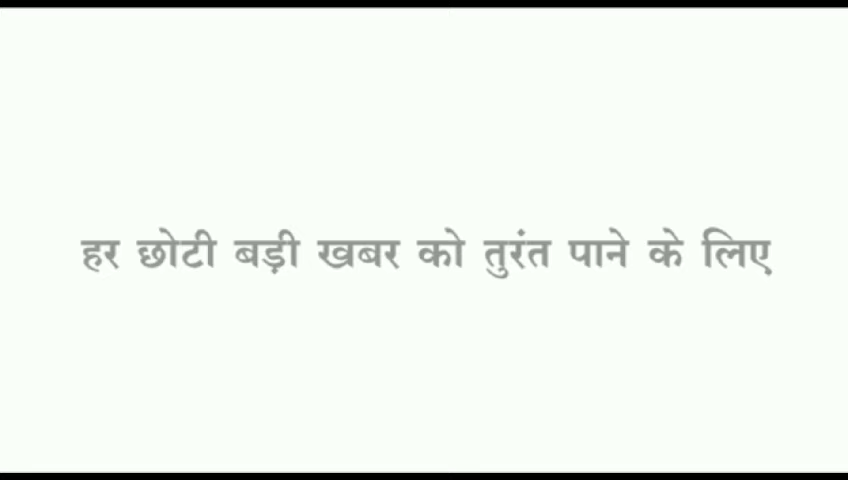 हर छोटी बड़ी खबर को तुरंत पाने के लिए